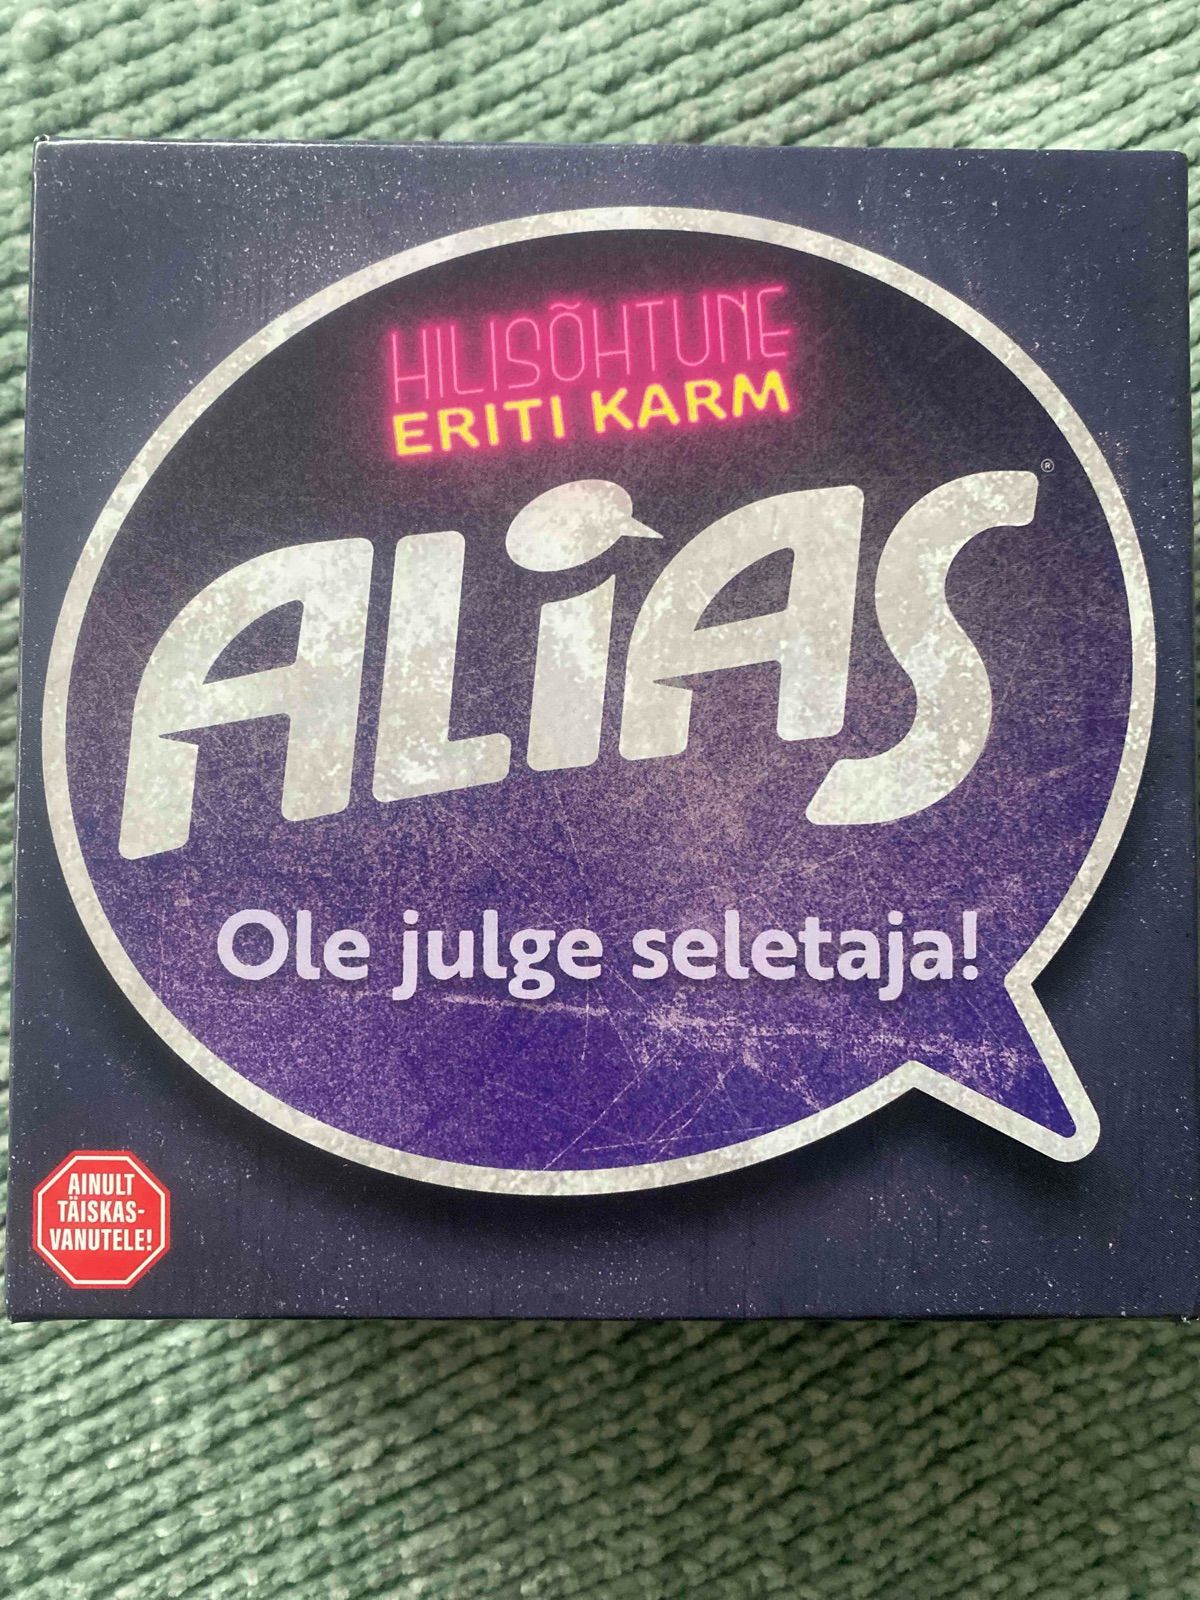 HILISÕHTUNE
ERITI KARM
ALiAS®
Ole julge seletaja!
AINULT
TÄISKAS-
VANUTELE!